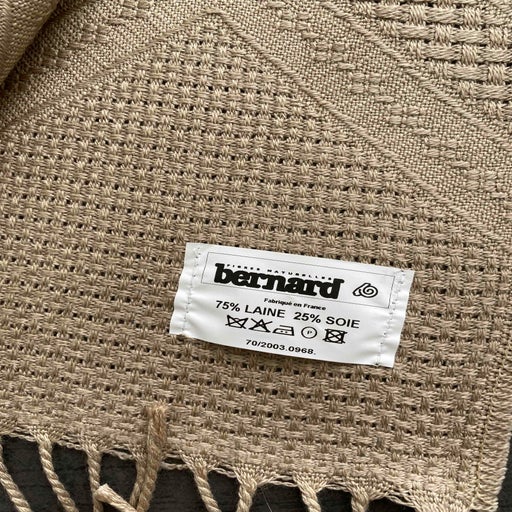 FIBRES NATURELLES
bernard
Fabriqué en France
75% LAINE 25% SOIE
P
70/2003.0968.